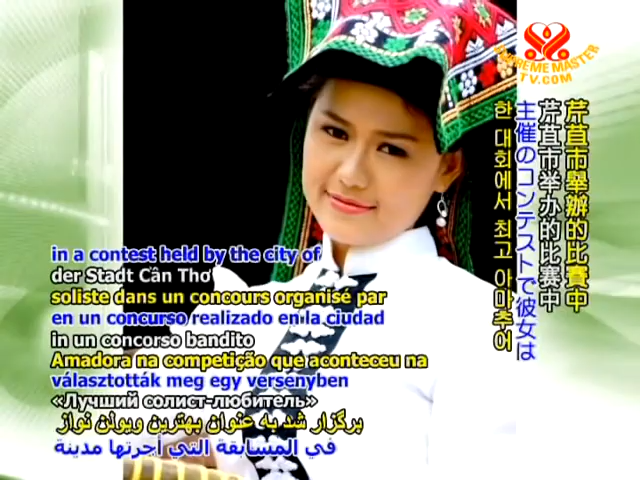 SUPREME MASTER
TV.COM
芹苴市舉辦的比賽中
芹苴市举办的比赛中
主催のコンテストで彼女は
한 대회에서 최고 아마추어
in a contest held by the city of
der Stadt Cần Thơ
soliste dans un concours organisé par
en un concurso realizado en la ciudad
in un concorso bandito
Amadora na competição que aconteceu na
választották meg egy versenyben
«Лучший солист-любитель»
برگزار شد به عنوان بهترین ویولن نواز
في المسابقة التي أجرتها مدينة